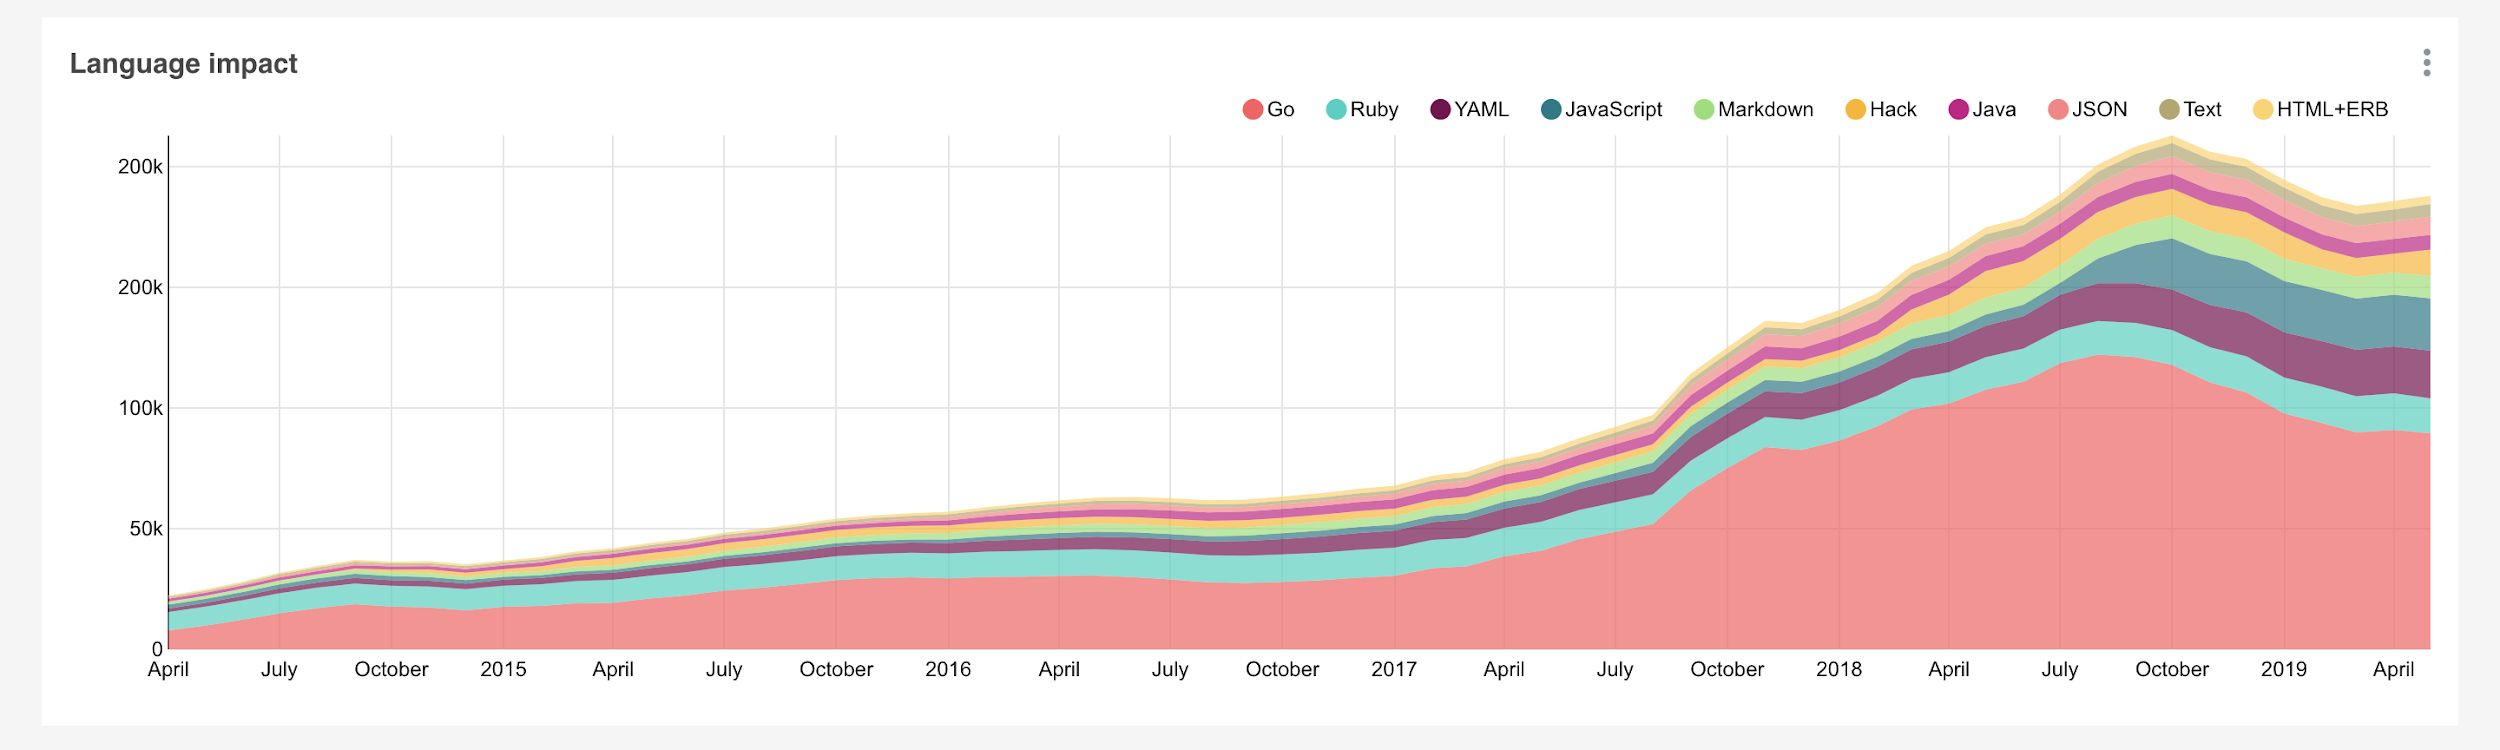 Language impact
Go Ruby YAML JavaScript Markdown Hack Java JSON Text HTML+ERB
200k
200k
100k
50k
0
April July October 2015 April July October 2016 April July October 2017 April July October 2018 April July October 2019 April